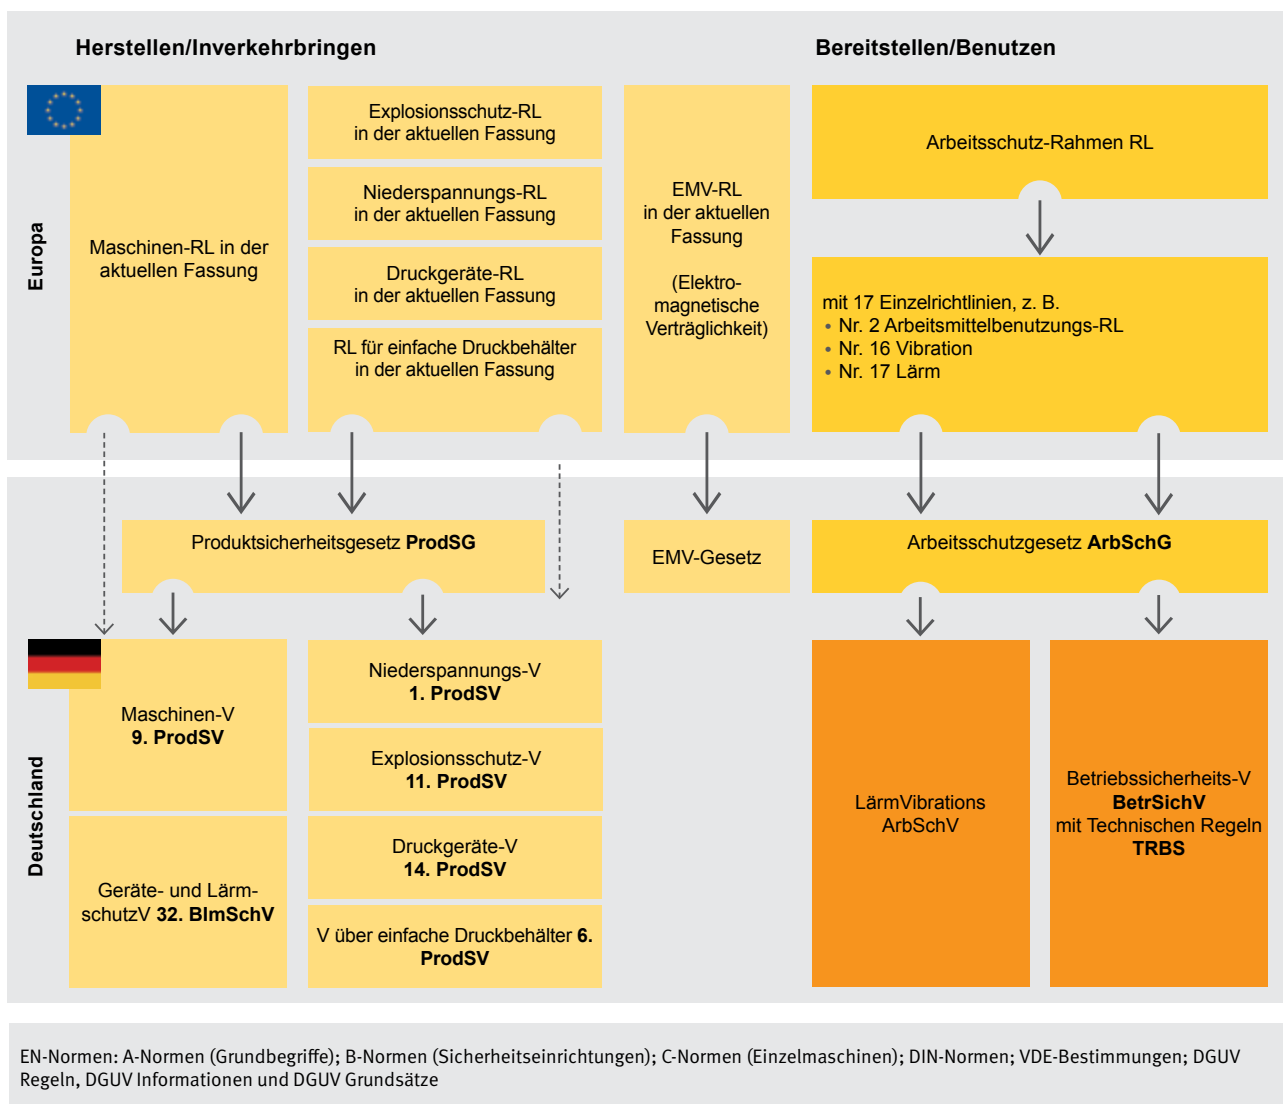 Herstellen/Inverkehrbringen
Bereitstellen/Benutzen
Europa
Maschinen-RL in der
aktuellen Fassung
Explosionsschutz-RL
in der aktuellen Fassung
Niederspannungs-RL
in der aktuellen Fassung
Druckgeräte-RL
in der aktuellen Fassung
RL für einfache Druckbehälter
in der aktuellen Fassung
EMV-RL
in der aktuellen
Fassung
(Elektro-
magnetische
Verträglichkeit)
Arbeitsschutz-Rahmen RL
mit 17 Einzelrichtlinien, z. B.
• Nr. 2 Arbeitsmittelbenutzungs-RL
• Nr. 16 Vibration
• Nr. 17 Lärm
Deutschland
Produktsicherheitsgesetz ProdSG
EMV-Gesetz
Arbeitsschutzgesetz ArbSchG
Maschinen-V
9. ProdSV
Geräte- und Lärm-
schutzV 32. BImSchV
Niederspannungs-V
1. ProdSV
Explosionsschutz-V
11. ProdSV
Druckgeräte-V
14. ProdSV
V über einfache Druckbehälter 6.
ProdSV
LärmVibrations
ArbSchV
Betriebssicherheits-V
BetrSichV
mit Technischen Regeln
TRBS
EN-Normen: A-Normen (Grundbegriffe); B-Normen (Sicherheitseinrichtungen); C-Normen (Einzelmaschinen); DIN-Normen; VDE-Bestimmungen; DGUV
Regeln, DGUV Informationen und DGUV Grundsätze